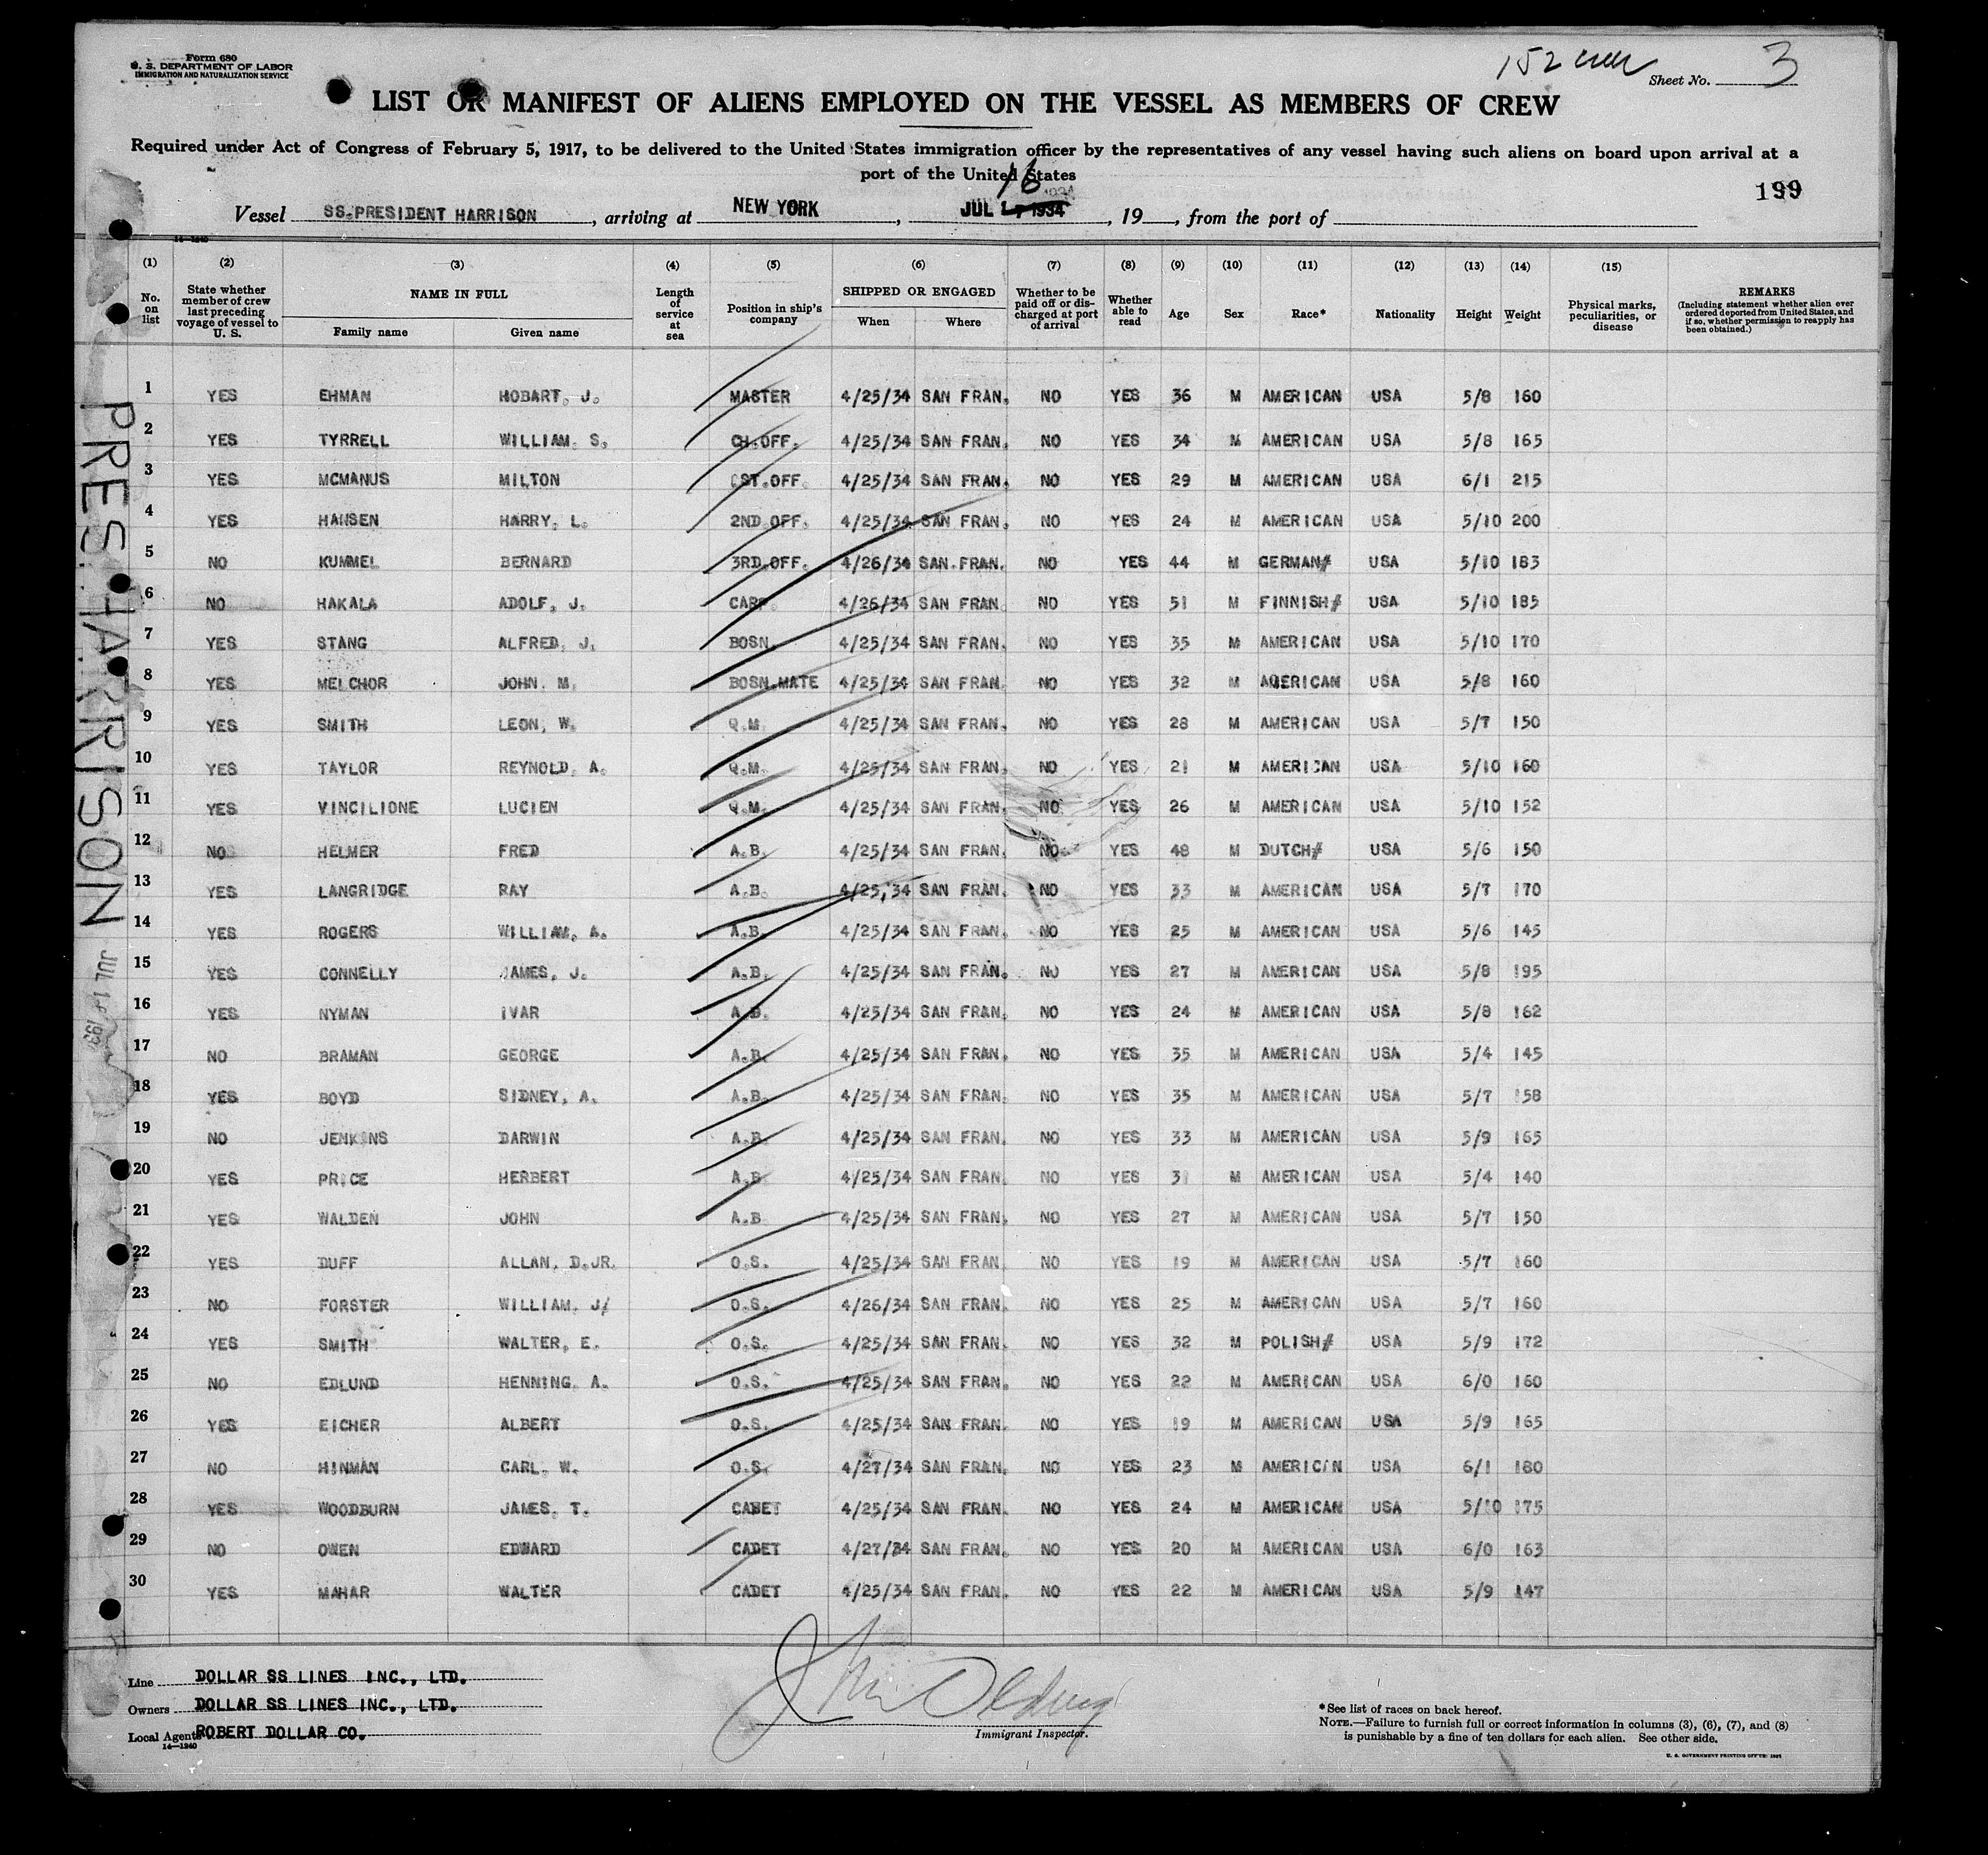 Form 680
U. S. DEPARTMENT OF LABOR
IMMIGRATION AND NATURALIZATION SERVICE
152 crew
Sheet No. 3
LIST OR MANIFEST OF ALIENS EMPLOYED ON THE VESSEL AS MEMBERS OF CREW
Required under Act of Congress of February 5, 1917, to be delivered to the United States immigration officer by the representatives of any vessel having such aliens on board upon arrival at a
port of the United States
199
16
Vessel SS.PRESIDENT HARRISON, arriving at NEW YORK, JUL 1934, 19, from the port of
14—1240
(1) (2) (3) (4) (5) (6) (7) (8) (9) (10) (11) (12) (13) (14) (15)
No. on list State whether member of crew last preceding voyage of vessel to U. S. NAME IN FULL Family name Given name Length of service at sea Position in ship's company SHIPPED OR ENGAGED When Where Whether to be paid off or discharged at port of arrival Whether able to read Age Sex Race* Nationality Height Weight Physical marks, peculiarities, or disease REMARKS (Including statement whether alien ever ordered deported from United States, and if so, whether permission to reapply has been obtained.)
1 YES EHMAN HOBART. J. MASTER 4/25/34 SAN FRAN. NO YES 36 M AMERICAN USA 5/8 160
2 YES TYRRELL WILLIAM. S. CH.OFF. 4/25/34 SAN FRAN. NO YES 34 M AMERICAN USA 5/8 165
3 YES MCMANUS MILTON 1ST.OFF. 4/25/34 SAN FRAN. NO YES 29 M AMERICAN USA 6/1 215
4 YES HANSEN HARRY, L. 2ND.OFF. 4/25/34 SAN FRAN. NO YES 24 M AMERICAN USA 5/10 200
5 NO KUMMEL BERNARD 3RD.OFF. 4/26/34 SAN.FRAN. NO YES 44 M GERMAN# USA 5/10 183
6 NO HAKALA ADOLF, J. CARP. 4/26/34 SAN FRAN. NO YES 51 M FINNISH# USA 5/10 185
7 YES STANG ALFRED, J. BOSN. 4/25/34 SAN FRAN. NO YES 35 M AMERICAN USA 5/10 170
8 YES MELCHOR JOHN. M. BOSN.MATE 4/25/34 SAN FRAN. NO YES 32 M AMERICAN USA 5/8 160
9 YES SMITH LEON, W. Q.M. 4/25/34 SAN FRAN. NO YES 28 M AMERICAN USA 5/7 150
10 YES TAYLOR REYNOLD, A. Q.M. 4/25/34 SAN FRAN. NO YES 21 M AMERICAN USA 5/10 160
11 YES VINCILIONE LUCIEN Q.M. 4/25/34 SAN FRAN. NO YES 26 M AMERICAN USA 5/10 152
12 NO HELMER FRED A.B. 4/25/34 SAN FRAN. NO YES 48 M DUTCH# USA 5/6 150
13 YES LANGRIDGE RAY A.B. 4/25/34 SAN FRAN. NO YES 33 M AMERICAN USA 5/7 170
14 YES ROGERS WILLIAM, A. A.B. 4/25/34 SAN FRAN. NO YES 25 M AMERICAN USA 5/6 145
15 YES CONNELLY JAMES, J. A.B. 4/25/34 SAN FRAN. NO YES 27 M AMERICAN USA 5/8 195
16 YES NYMAN IVAR A.B. 4/25/34 SAN FRAN. NO YES 24 M AMERICAN USA 5/8 162
17 NO BRAMAN GEORGE A.B. 4/25/34 SAN FRAN. NO YES 35 M AMERICAN USA 5/4 145
18 YES BOYD SIDNEY, A. A.B. 4/25/34 SAN FRAN. NO YES 35 M AMERICAN USA 5/7 158
19 NO JENKINS DARWIN A.B. 4/25/34 SAN FRAN. NO YES 33 M AMERICAN USA 5/9 165
20 YES PRICE HERBERT A.B. 4/25/34 SAN FRAN. NO YES 31 M AMERICAN USA 5/4 140
21 YES WALDEN JOHN A.B. 4/25/34 SAN FRAN. NO YES 27 M AMERICAN USA 5/7 150
22 YES DUFF ALLAN, D.JR. O.S. 4/25/34 SAN FRAN. NO YES 19 M AMERICAN USA 5/7 160
23 NO FORSTER WILLIAM, J/ O.S. 4/26/34 SAN FRAN. NO YES 25 M AMERICAN USA 5/7 160
24 YES SMITH WALTER, E. O.S. 4/25/34 SAN FRAN. NO YES 32 M POLISH# USA 5/9 172
25 NO EDLUND HENNING, A. O.S. 4/25/34 SAN FRAN. NO YES 22 M AMERICAN USA 6/0 160
26 YES EICHER ALBERT O.S. 4/25/34 SAN FRAN. NO YES 19 M AMERICAN USA 5/9 165
27 NO HINMAN CARL. W. O.S. 4/27/34 SAN FRAN. NO YES 23 M AMERICAN USA 6/1 180
28 YES WOODBURN JAMES, T. CADET 4/25/34 SAN FRAN. NO YES 24 M AMERICAN USA 5/10 175
29 NO OWEN EDWARD CADET 4/27/34 SAN FRAN. NO YES 20 M AMERICAN USA 6/0 163
30 YES MAHAR WALTER CADET 4/25/34 SAN FRAN. NO YES 22 M AMERICAN USA 5/9 147
PRES. HARRISON
Line DOLLAR SS LINES INC., LTD.
Owners DOLLAR SS LINES INC., LTD.
Local Agents ROBERT DOLLAR CO.
14—1240
Immigrant Inspector.
*See list of races on back hereof.
NOTE.—Failure to furnish full or correct information in columns (3), (6), (7), and (8)
is punishable by a fine of ten dollars for each alien. See other side.
U. S. GOVERNMENT PRINTING OFFICE: